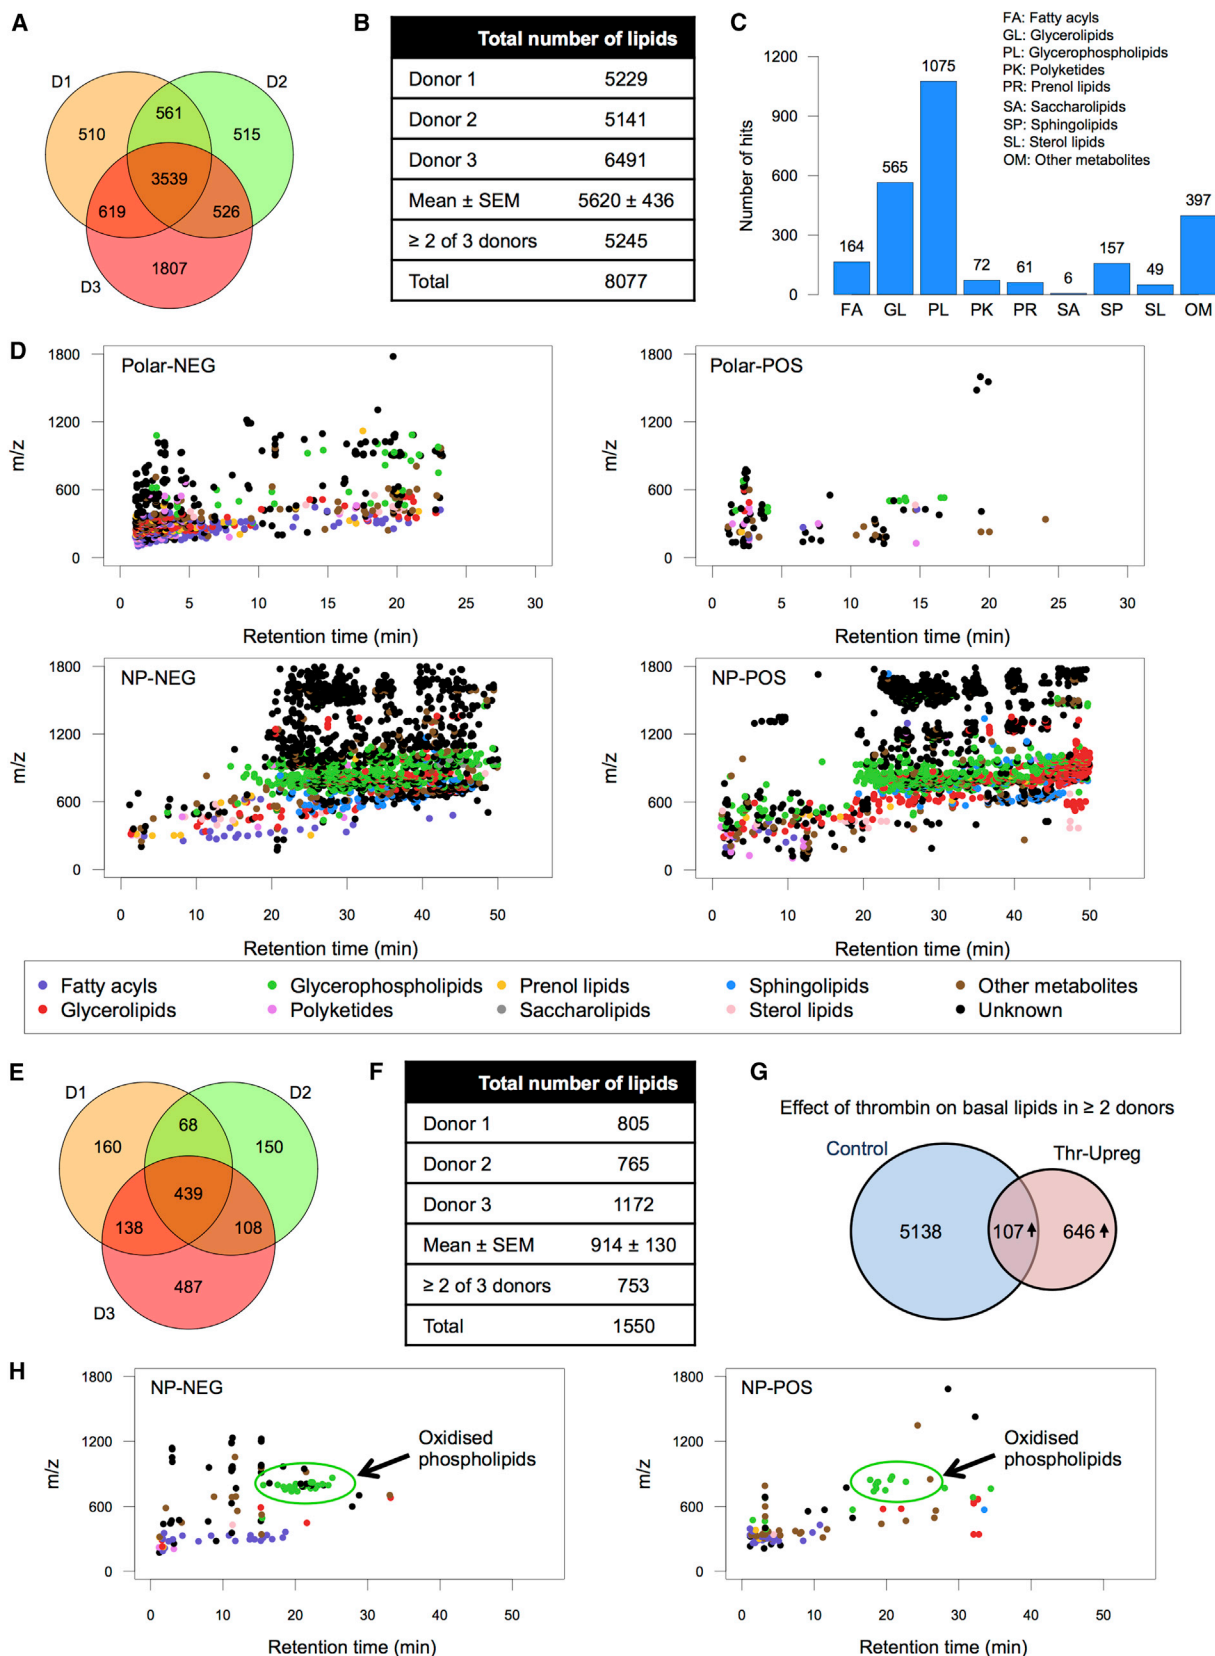 A
D1
D2
561
510
515
3539
619
526
1807
D3
B
Total number of lipids
Donor 1 5229
Donor 2 5141
Donor 3 6491
Mean ± SEM 5620 ± 436
≥ 2 of 3 donors 5245
Total 8077
C
FA: Fatty acyls
GL: Glycerolipids
PL: Glycerophospholipids
PK: Polyketides
PR: Prenol lipids
SA: Saccharolipids
SP: Sphingolipids
SL: Sterol lipids
OM: Other metabolites
Number of hits
1200
900
600
300
0
164
565
1075
72
61
6
157
49
397
FA GL PL PK PR SA SP SL OM
D
Polar-NEG
m/z
1800
1200
600
0
0 5 10 15 20 25 30
Retention time (min)
Polar-POS
m/z
1800
1200
600
0
0 5 10 15 20 25 30
Retention time (min)
NP-NEG
m/z
1800
1200
600
0
0 10 20 30 40 50
Retention time (min)
NP-POS
m/z
1800
1200
600
0
0 10 20 30 40 50
Retention time (min)
Fatty acyls Glycerophospholipids Prenol lipids Sphingolipids Other metabolites
Glycerolipids Polyketides Saccharolipids Sterol lipids Unknown
E
D1
D2
68
160
150
439
138
108
487
D3
F
Total number of lipids
Donor 1 805
Donor 2 765
Donor 3 1172
Mean ± SEM 914 ± 130
≥ 2 of 3 donors 753
Total 1550
G
Effect of thrombin on basal lipids in ≥ 2 donors
Control
Thr-Upreg
5138
107
646
H
NP-NEG
m/z
1800
1200
600
0
Oxidised
phospholipids
0 10 20 30 40 50
Retention time (min)
NP-POS
m/z
1800
1200
600
0
Oxidised
phospholipids
0 10 20 30 40 50
Retention time (min)